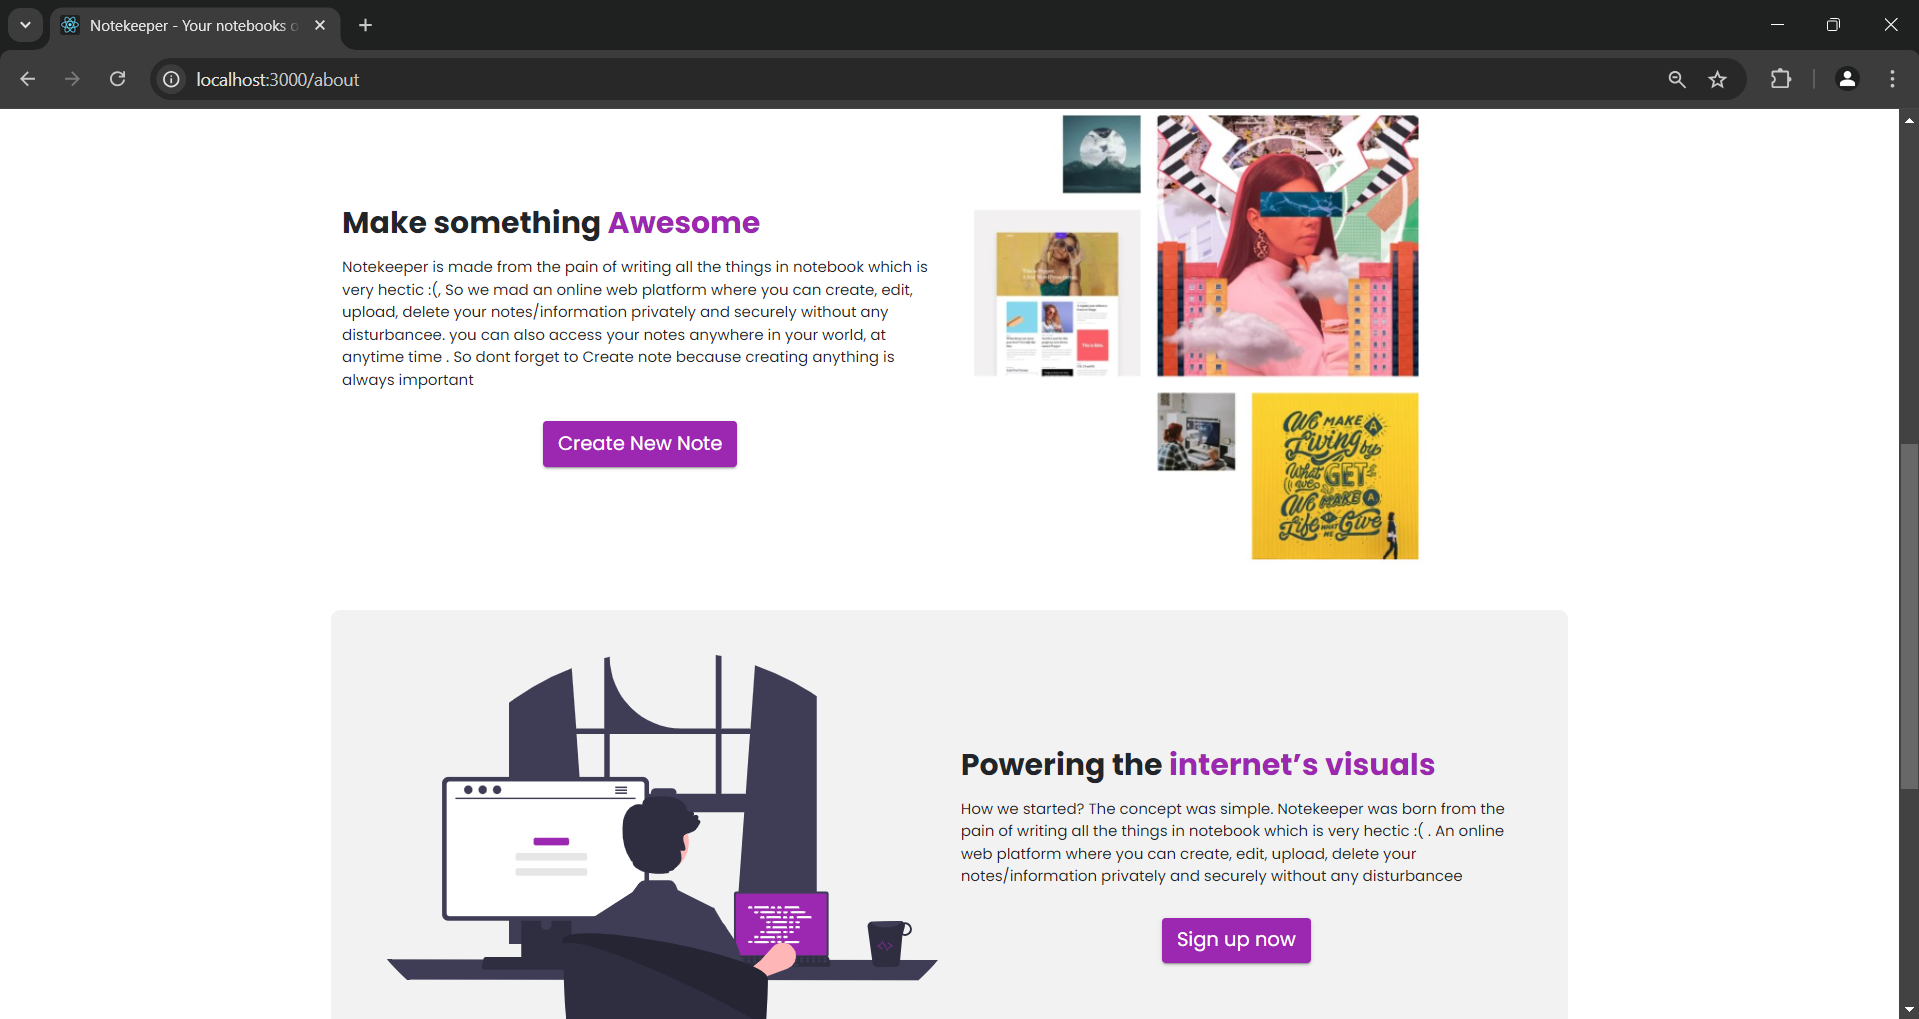 Notekeeper - Your notebooks o
localhost:3000/about
Make something Awesome
Notekeeper is made from the pain of writing all the things in notebook which is
very hectic :(, So we mad an online web platform where you can create, edit,
upload, delete your notes/information privately and securely without any
disturbancee. you can also access your notes anywhere in your world, at
anytime time . So dont forget to Create note because creating anything is
always important
Create New Note
WE MAKE A
Living by
What
we
GET
WE MAKE A
Life BY WHAT WE Give
Powering the internet’s visuals
How we started? The concept was simple. Notekeeper was born from the
pain of writing all the things in notebook which is very hectic :( . An online
web platform where you can create, edit, upload, delete your
notes/information privately and securely without any disturbancee
Sign up now